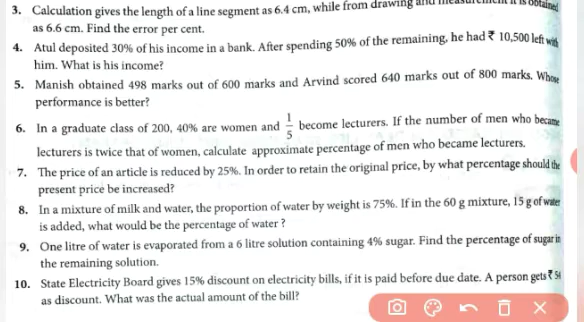 3. Calculation gives the length of a line segment as 6.4 cm, while from drawing and measurement it is obtained
as 6.6 cm. Find the error per cent.
4. Atul deposited 30% of his income in a bank. After spending 50% of the remaining, he had ₹ 10,500 left with
him. What is his income?
5. Manish obtained 498 marks out of 600 marks and Arvind scored 640 marks out of 800 marks. Whose
performance is better?
6. In a graduate class of 200, 40% are women and 1/5 become lecturers. If the number of men who became
lecturers is twice that of women, calculate approximate percentage of men who became lecturers.
7. The price of an article is reduced by 25%. In order to retain the original price, by what percentage should the
present price be increased?
8. In a mixture of milk and water, the proportion of water by weight is 75%. If in the 60 g mixture, 15 g of water
is added, what would be the percentage of water ?
9. One litre of water is evaporated from a 6 litre solution containing 4% sugar. Find the percentage of sugar in
the remaining solution.
10. State Electricity Board gives 15% discount on electricity bills, if it is paid before due date. A person gets ₹
as discount. What was the actual amount of the bill?